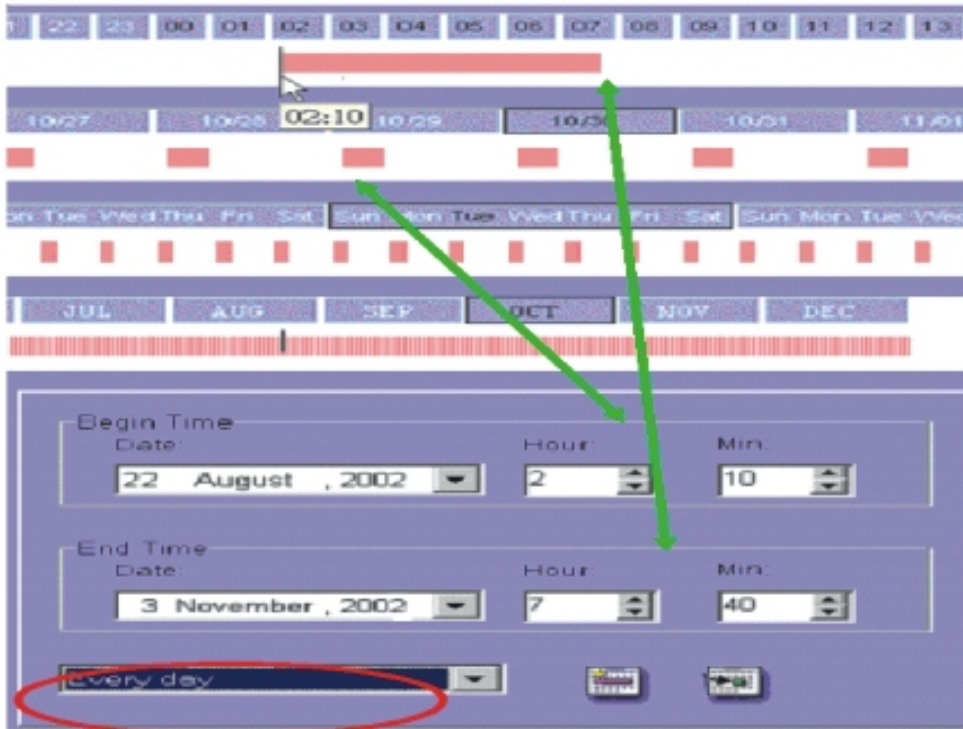 1 22 23 00 01 02 03 04 05 06 07 08 09 10 11 12 13
02:10
10/27 10/28 10/29 10/30 10/31 11/01
on Tue Wed Thu Fri Sat Sun Mon Tue Wed Thu Fri Sat Sun Mon Tue Wed
JUL AUG SEP OCT NOV DEC
Begin Time
Date: Hour: Min:
22 August , 2002 2 10
End Time
Date: Hour: Min:
3 November , 2002 7 40
Every day